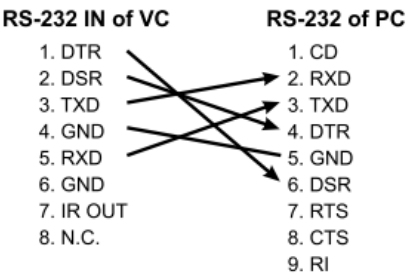 RS-232 IN of VC
1. DTR
2. DSR
3. TXD
4. GND
5. RXD
6. GND
7. IR OUT
8. N.C.
RS-232 of PC
1. CD
2. RXD
3. TXD
4. DTR
5. GND
6. DSR
7. RTS
8. CTS
9. RI